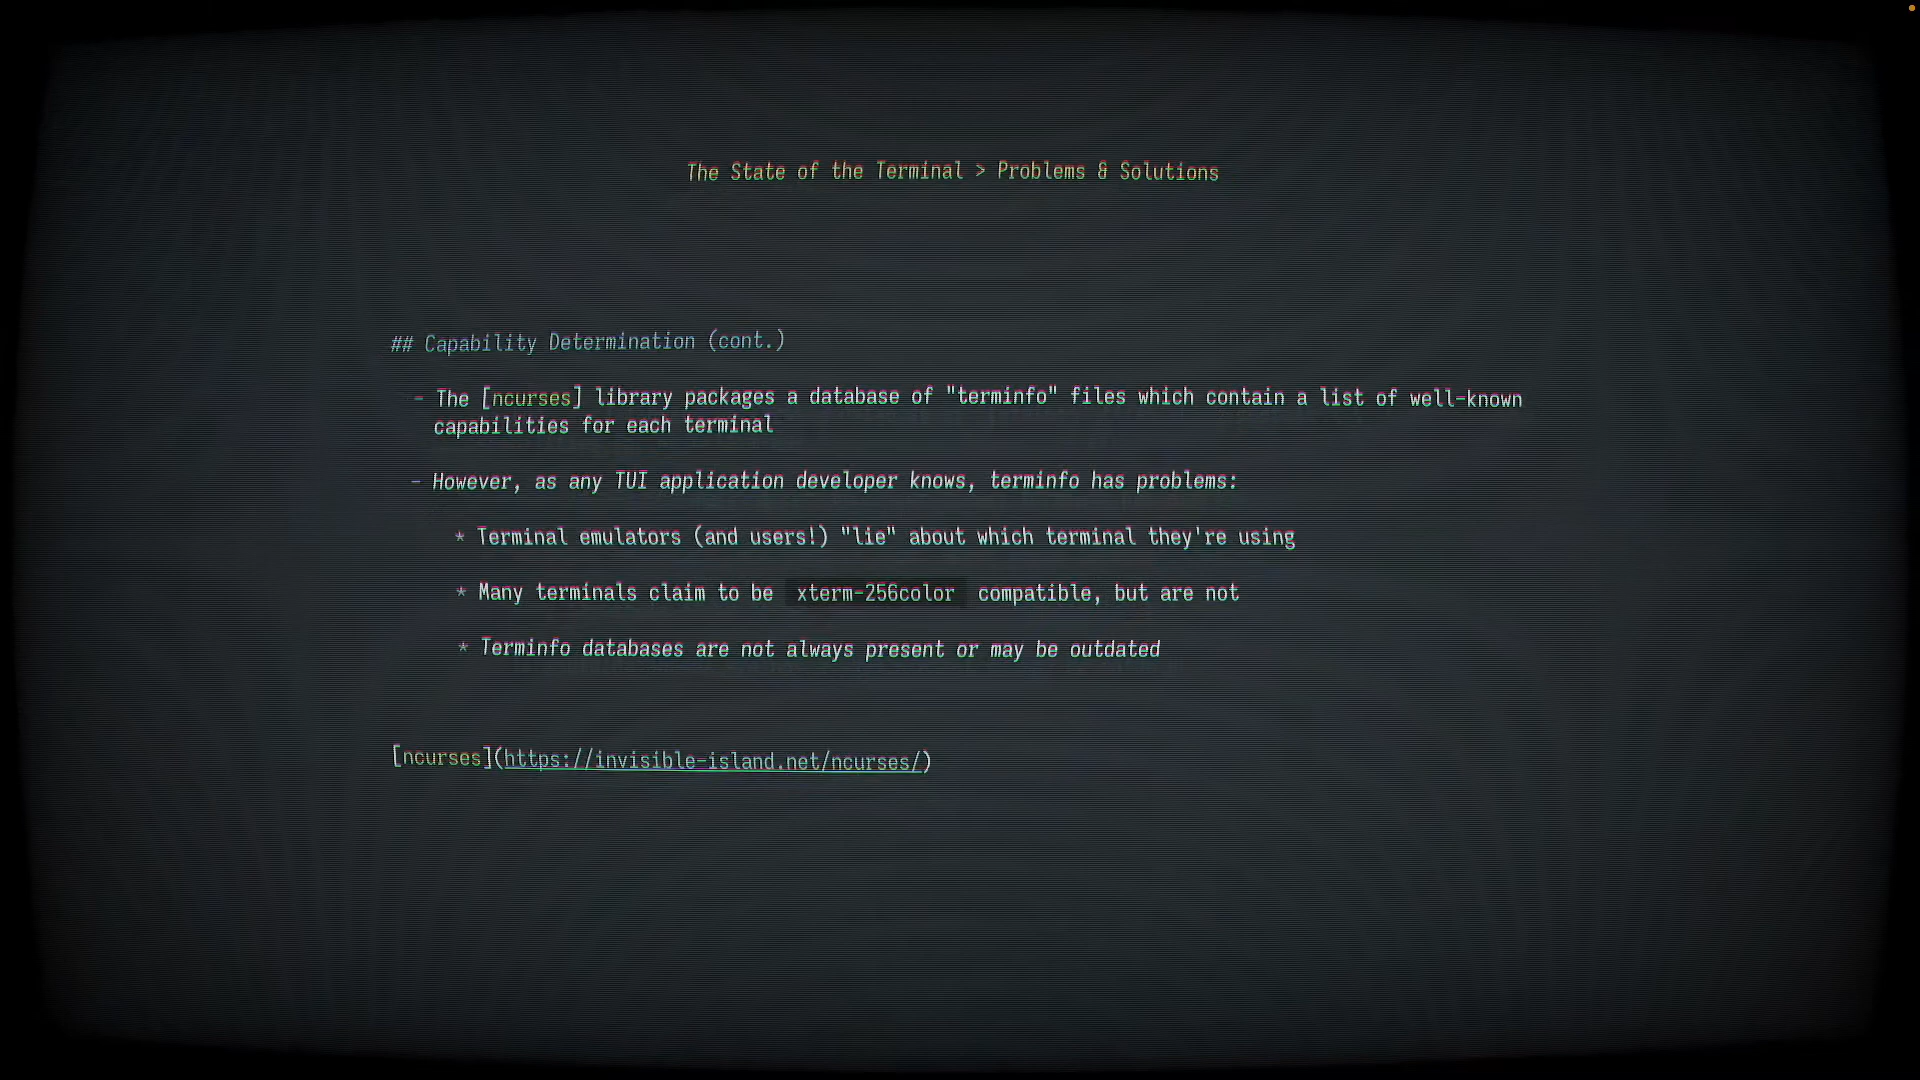 The State of the Terminal > Problems & Solutions
## Capability Determination (cont.)
- The [ncurses] library packages a database of "terminfo" files which contain a list of well-known
capabilities for each terminal
- However, as any TUI application developer knows, terminfo has problems:
* Terminal emulators (and users!) "lie" about which terminal they're using
* Many terminals claim to be xterm-256color compatible, but are not
* Terminfo databases are not always present or may be outdated
[ncurses](https://invisible-island.net/ncurses/)